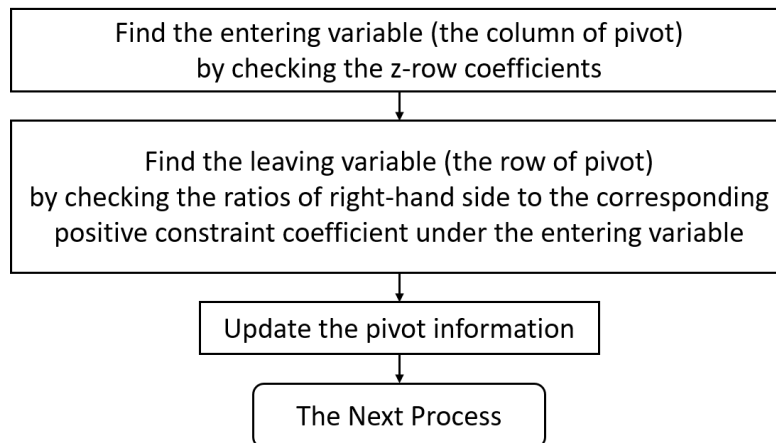 Find the entering variable (the column of pivot)
by checking the z-row coefficients
Find the leaving variable (the row of pivot)
by checking the ratios of right-hand side to the corresponding
positive constraint coefficient under the entering variable
Update the pivot information
The Next Process